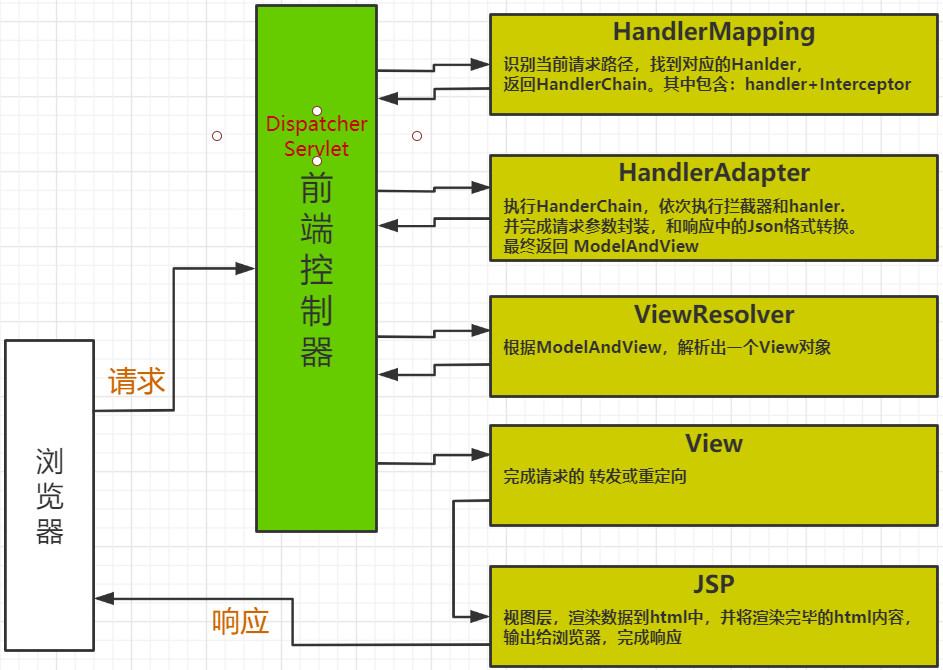 HandlerMapping
识别当前请求路径，找到对应的Hanlder，
返回HandlerChain。其中包含：handler+Interceptor
Dispatcher
Servlet
前
端
控
制
器
HandlerAdapter
执行HanderChain，依次执行拦截器和hanler.
并完成请求参数封装，和响应中的Json格式转换。
最终返回 ModelAndView
ViewResolver
根据ModelAndView，解析出一个View对象
请求
浏
览
器
View
完成请求的 转发或重定向
JSP
视图层，渲染数据到html中，并将渲染完毕的html内容，
输出给浏览器，完成响应
响应